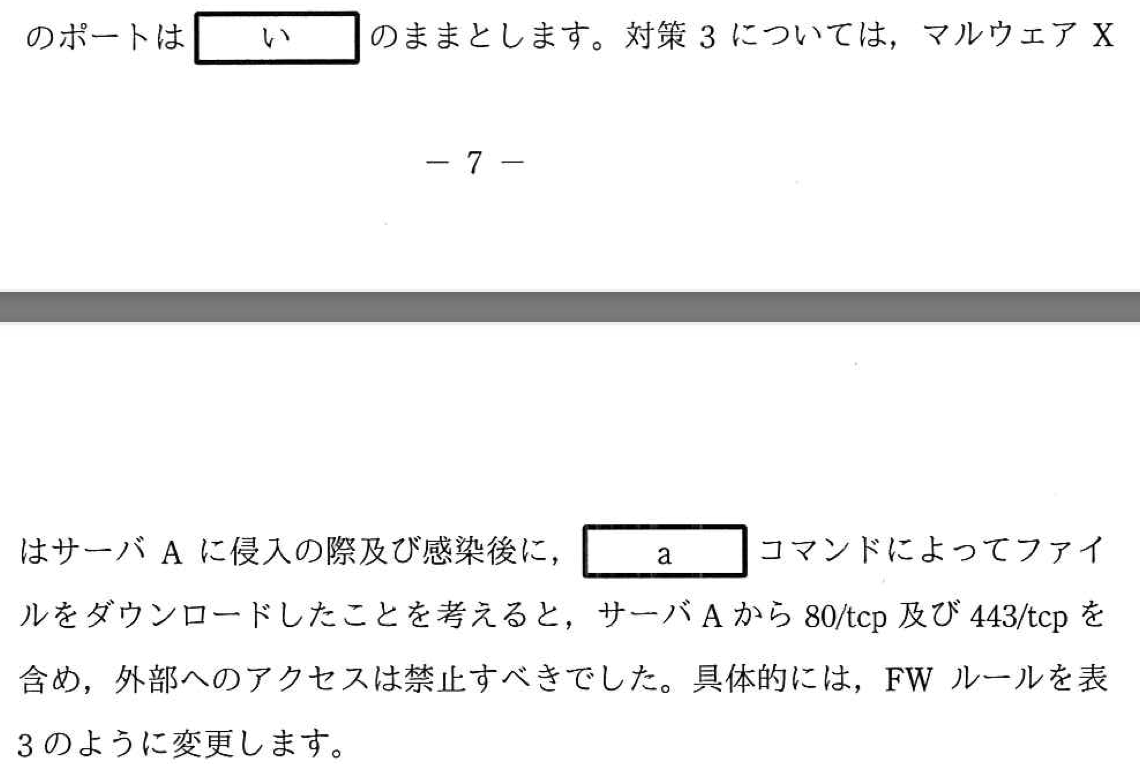 のポートは い のままとします。対策 3 については，マルウェア X
－ 7 －
はサーバ A に侵入の際及び感染後に， a コマンドによってファイ
ルをダウンロードしたことを考えると，サーバ A から 80/tcp 及び 443/tcp を
含め，外部へのアクセスは禁止すべきでした。具体的には，FW ルールを表
3 のように変更します。